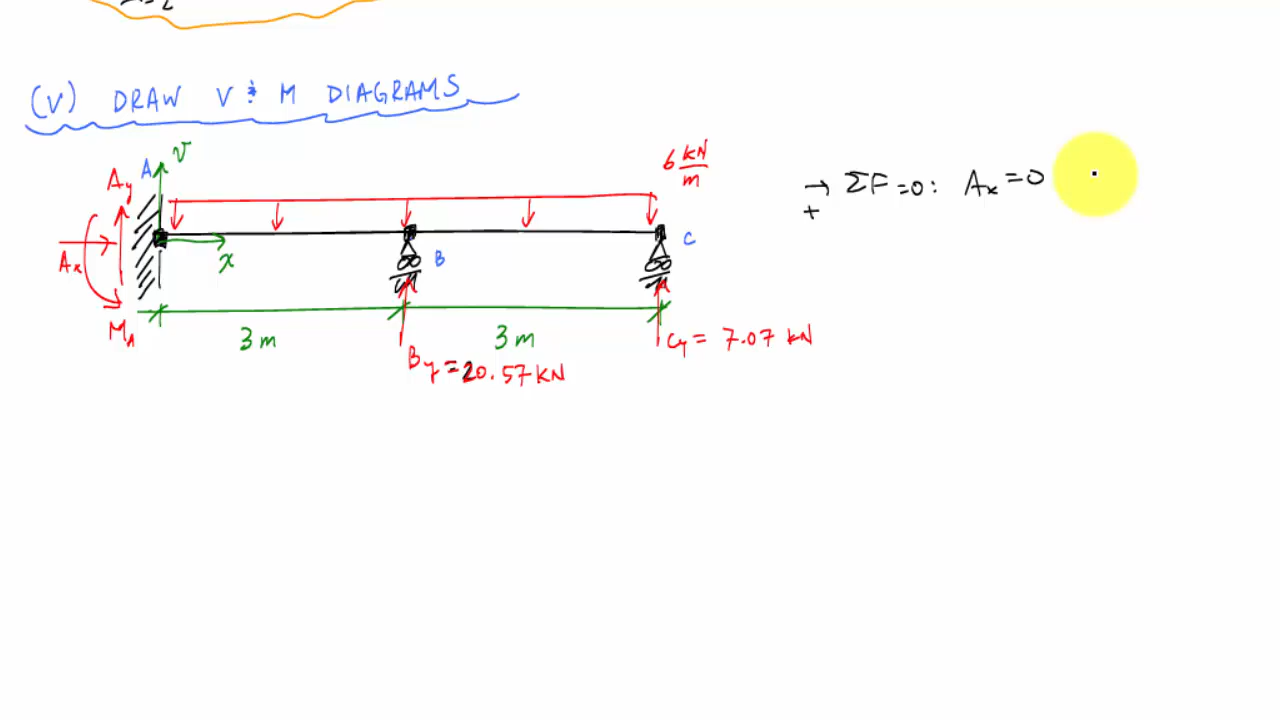 (V) DRAW V & M DIAGRAMS
A v
Ay
6 kN/m
→ + ΣF =0: Ax =0
Ax
x
B
C
MA
3 m
3 m
Cy = 7.07 kN
By = 20.57 kN